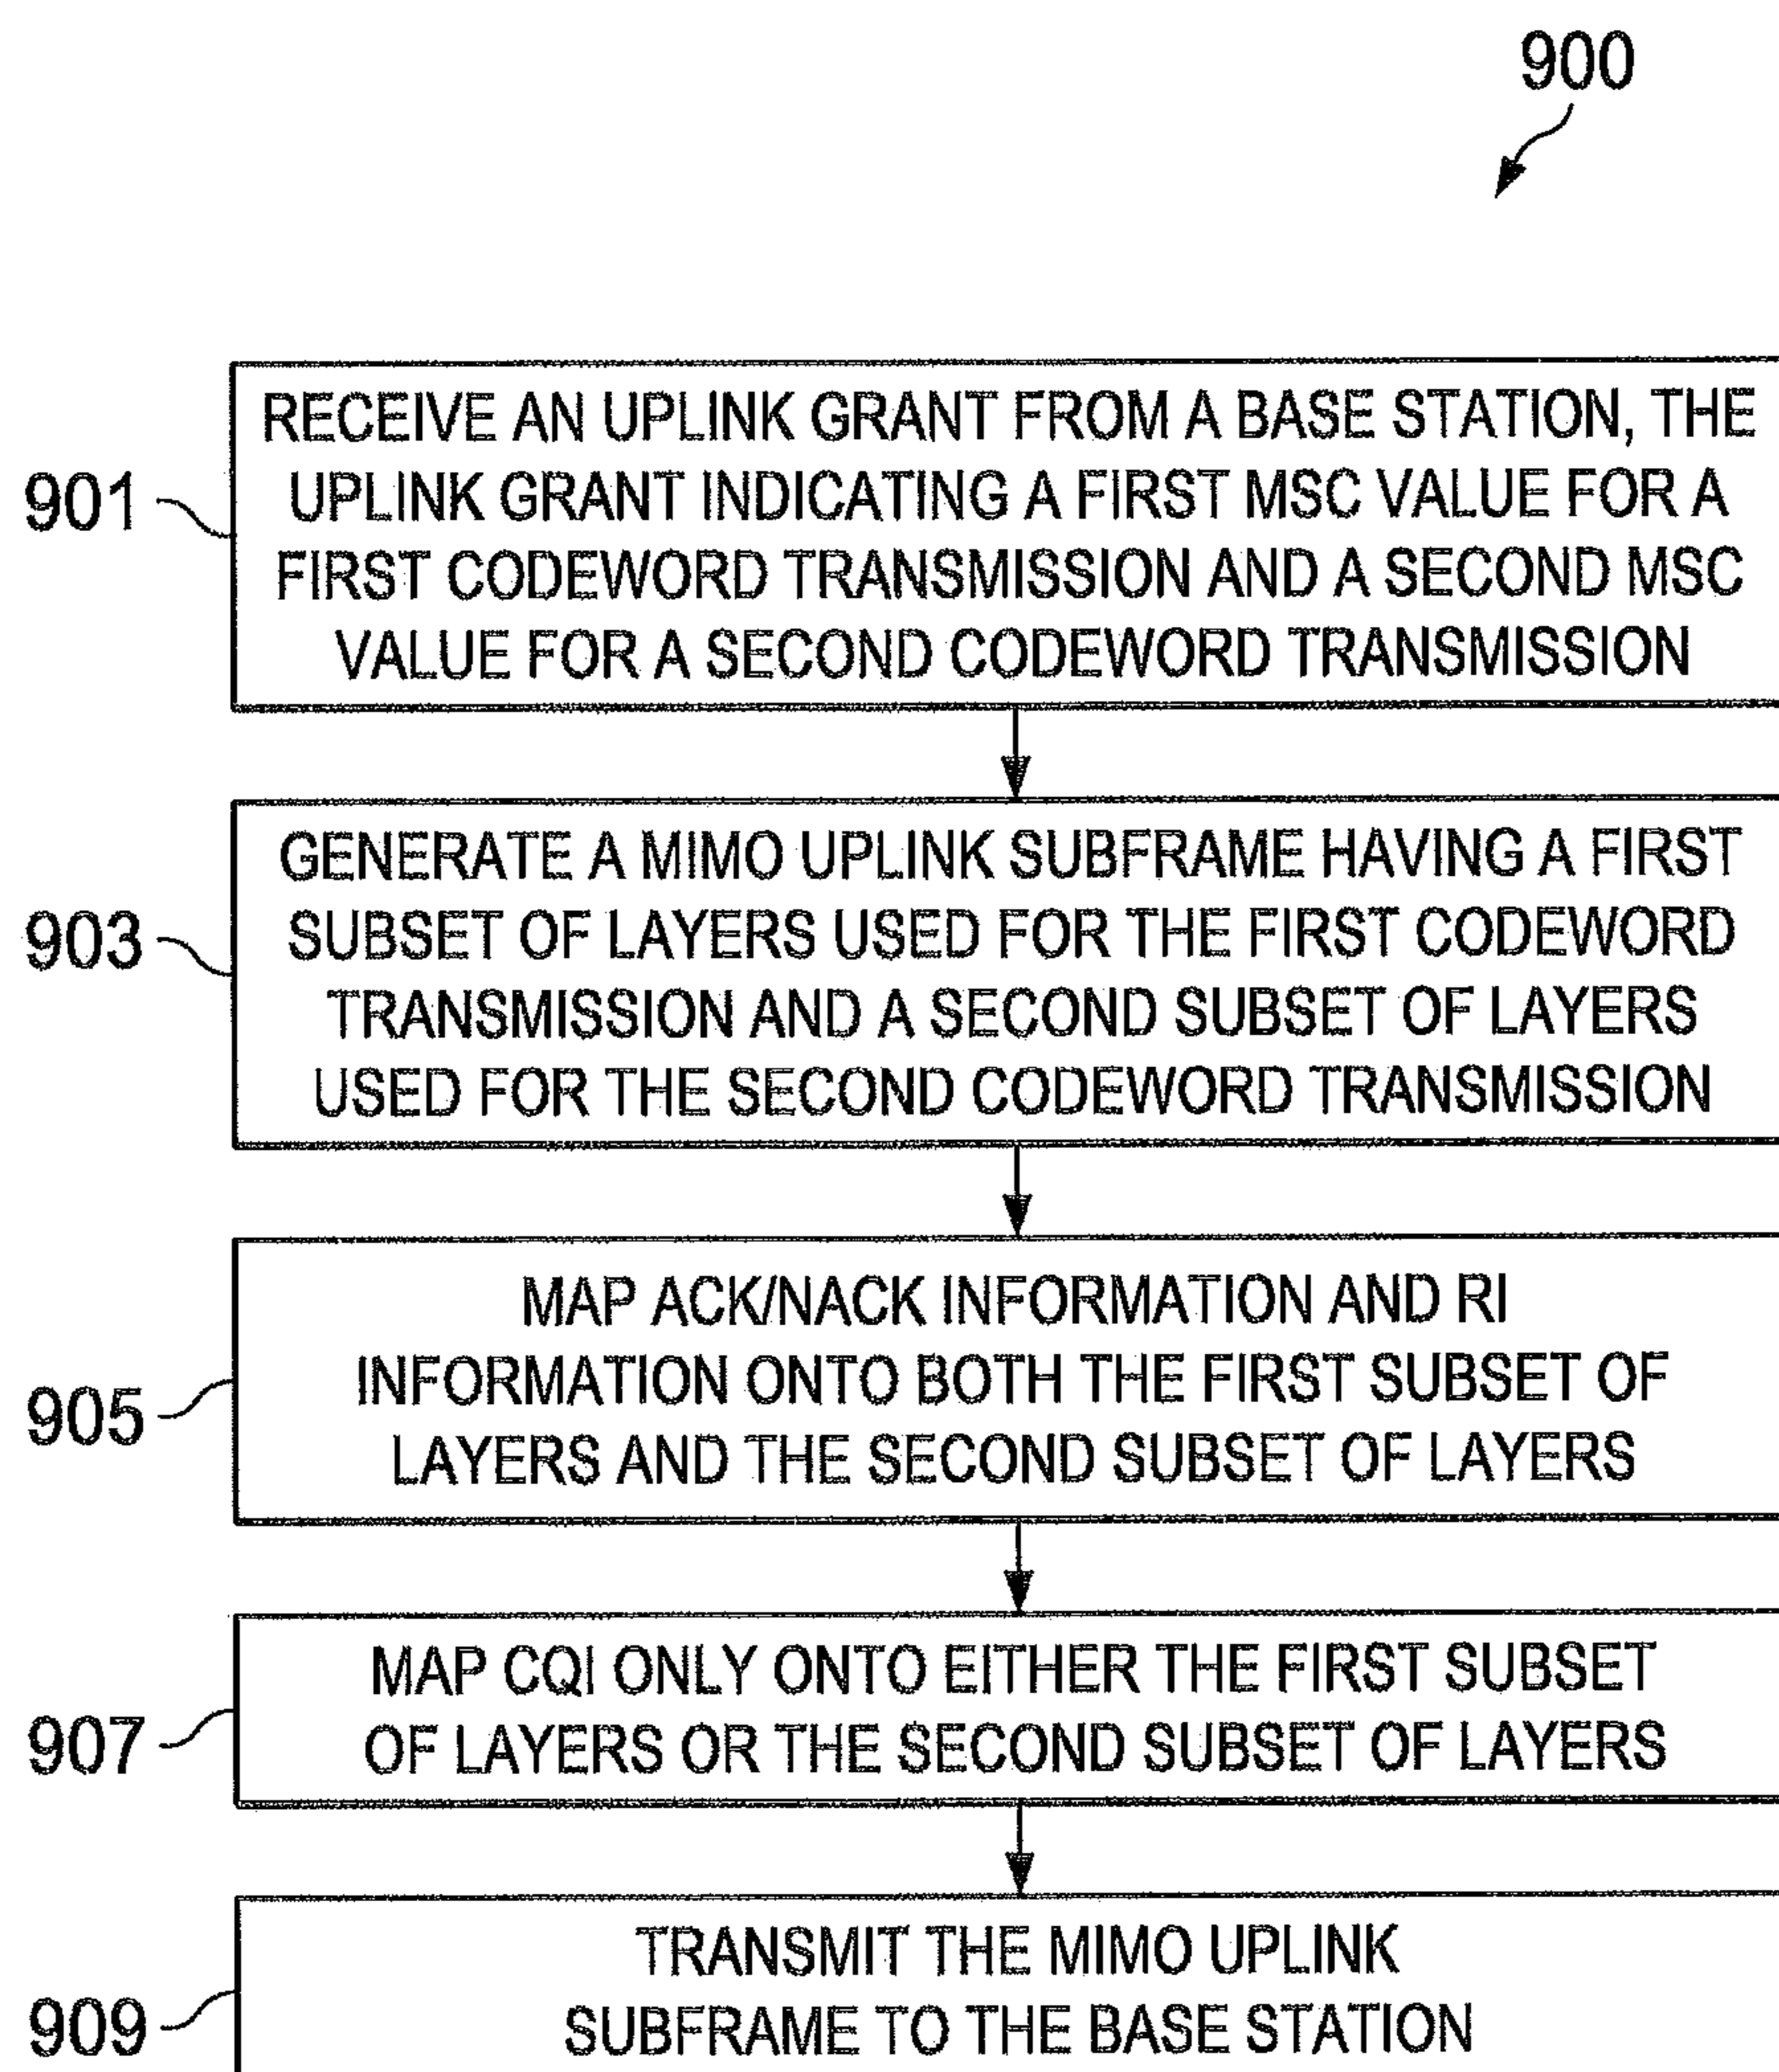 900
901
RECEIVE AN UPLINK GRANT FROM A BASE STATION, THE
UPLINK GRANT INDICATING A FIRST MSC VALUE FOR A
FIRST CODEWORD TRANSMISSION AND A SECOND MSC
VALUE FOR A SECOND CODEWORD TRANSMISSION
903
GENERATE A MIMO UPLINK SUBFRAME HAVING A FIRST
SUBSET OF LAYERS USED FOR THE FIRST CODEWORD
TRANSMISSION AND A SECOND SUBSET OF LAYERS
USED FOR THE SECOND CODEWORD TRANSMISSION
905
MAP ACK/NACK INFORMATION AND RI
INFORMATION ONTO BOTH THE FIRST SUBSET OF
LAYERS AND THE SECOND SUBSET OF LAYERS
907
MAP CQI ONLY ONTO EITHER THE FIRST SUBSET
OF LAYERS OR THE SECOND SUBSET OF LAYERS
909
TRANSMIT THE MIMO UPLINK
SUBFRAME TO THE BASE STATION